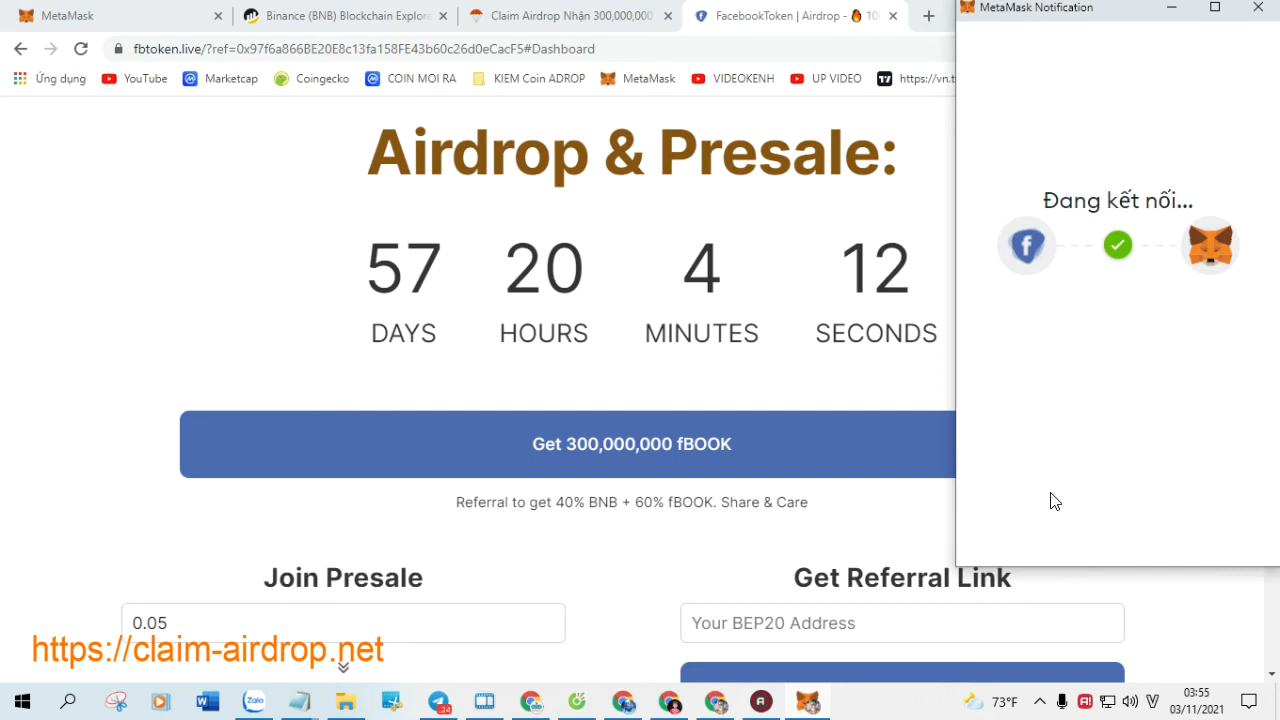 MetaMask
Binance (BNB) Blockchain Explore
Claim Airdrop Nhận 300,000,000
FacebookToken | Airdrop - 🔥 10
MetaMask Notification
fbtoken.live/?ref=0x97f6a866BE20E8c13fa158FE43b60c26d0eCacF5#Dashboard
Ứng dụng
YouTube
Marketcap
Coingecko
COIN MOI RA
KIEM Coin ADROP
MetaMask
VIDEOKENH
UP VIDEO
https://vn.t
Airdrop & Presale:
57 20 4 12
DAYS HOURS MINUTES SECONDS
Đang kết nối...
Get 300,000,000 fBOOK
Referral to get 40% BNB + 60% fBOOK. Share & Care
Join Presale
Get Referral Link
0.05
Your BEP20 Address
https://claim-airdrop.net
Zalo
24
73°F
03:55
03/11/2021